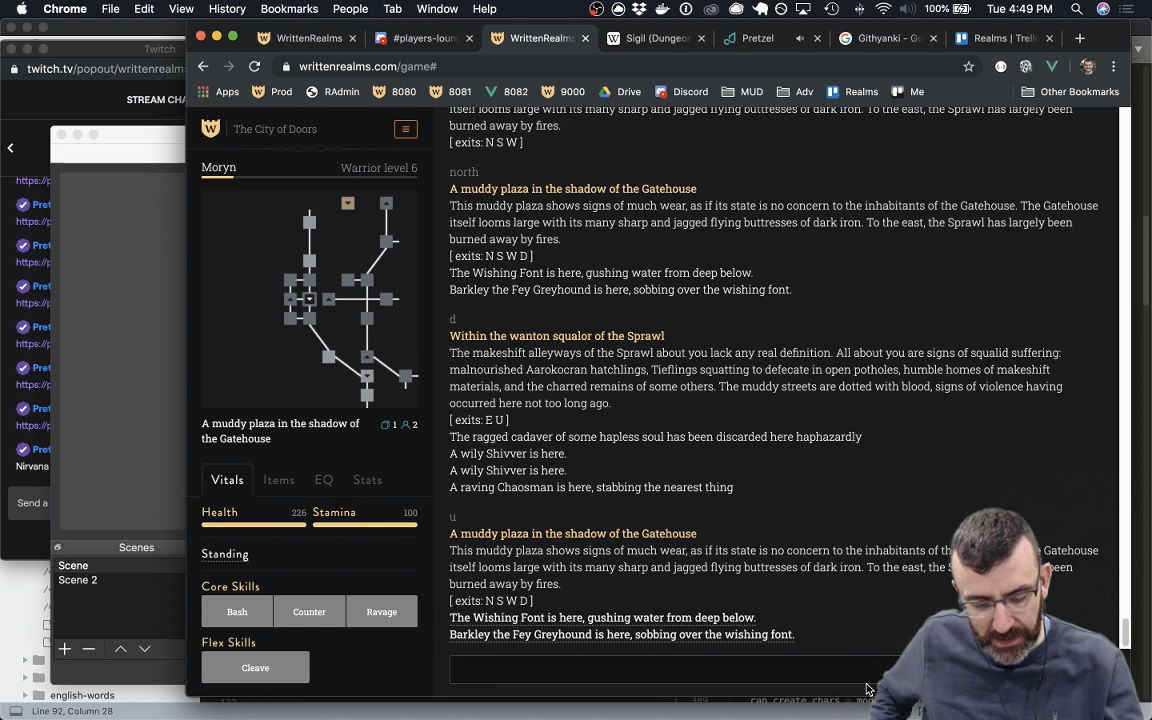 Chrome File Edit View History Bookmarks People Tab Window Help 100% Tue 4:49 PM
Twitch
twitch.tv/popout/writtenrealms
STREAM CHA
WrittenRealms #players-loun WrittenRealms Sigil (Dungeo Pretzel Githyanki - Go Realms | Trell
writtenrealms.com/game#
Apps Prod RAdmin 8080 8081 8082 9000 Drive Discord MUD Adv Realms Me Other Bookmarks
https://p
Pret
https://p
Pret
https://p
Pret
https://p
Pret
https://p
Pret
https://p
Pret
https://p
Pret
Nirvana
Send a
Scenes
Scene
Scene 2
english-words
Line 92, Column 28
The City of Doors
Moryn Warrior level 6
A muddy plaza in the shadow of
the Gatehouse
1 2
Vitals Items EQ Stats
Health 226 Stamina 100
Standing
Core Skills
Bash Counter Ravage
Flex Skills
Cleave
itself looms large with its many sharp and jagged flying buttresses of dark iron. To the east, the Sprawl has largely been
burned away by fires.
[ exits: N S W ]
north
A muddy plaza in the shadow of the Gatehouse
This muddy plaza shows signs of much wear, as if its state is no concern to the inhabitants of the Gatehouse. The Gatehouse
itself looms large with its many sharp and jagged flying buttresses of dark iron. To the east, the Sprawl has largely been
burned away by fires.
[ exits: N S W D ]
The Wishing Font is here, gushing water from deep below.
Barkley the Fey Greyhound is here, sobbing over the wishing font.
d
Within the wanton squalor of the Sprawl
The makeshift alleyways of the Sprawl about you lack any real definition. All about you are signs of squalid suffering:
malnourished Aarokocran hatchlings, Tieflings squatting to defecate in open potholes, humble homes of makeshift
materials, and the charred remains of some others. The muddy streets are dotted with blood, signs of violence having
occurred here not too long ago.
[ exits: E U ]
The ragged cadaver of some hapless soul has been discarded here haphazardly
A wily Shivver is here.
A wily Shivver is here.
A raving Chaosman is here, stabbing the nearest thing
u
A muddy plaza in the shadow of the Gatehouse
This muddy plaza shows signs of much wear, as if its state is no concern to the inhabitants of th Gatehouse
itself looms large with its many sharp and jagged flying buttresses of dark iron. To the east, the S been
burned away by fires.
[ exits: N S W D ]
The Wishing Font is here, gushing water from deep below.
Barkley the Fey Greyhound is here, sobbing over the wishing font.